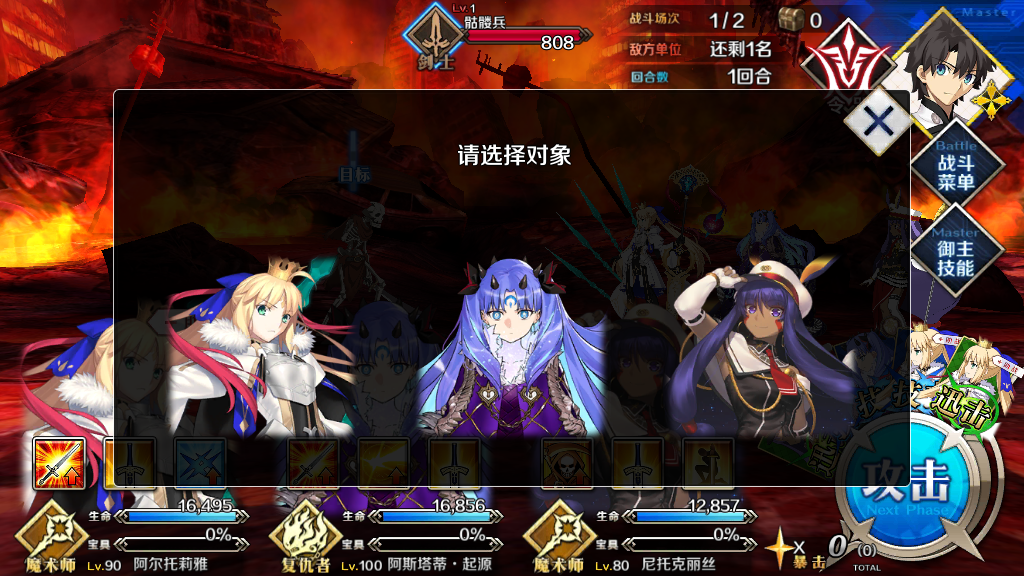 Lv.1
骷髅兵
808
剑士
战斗场次 1/2
0
敌方单位 还剩1名
回合数 1回合
Master
请选择对象
目标
Battle
战斗
菜单
Master
御主
技能
迅击
攻击
Next Phase
生命 16,495
宝具 0%
魔术师 Lv.90 阿尔托莉雅
生命 16,856
宝具 0%
复仇者 Lv.100 阿斯塔蒂·起源
生命 12,857
宝具 0%
魔术师 Lv.80 尼托克丽丝
X 0 (0)
暴击 TOTAL